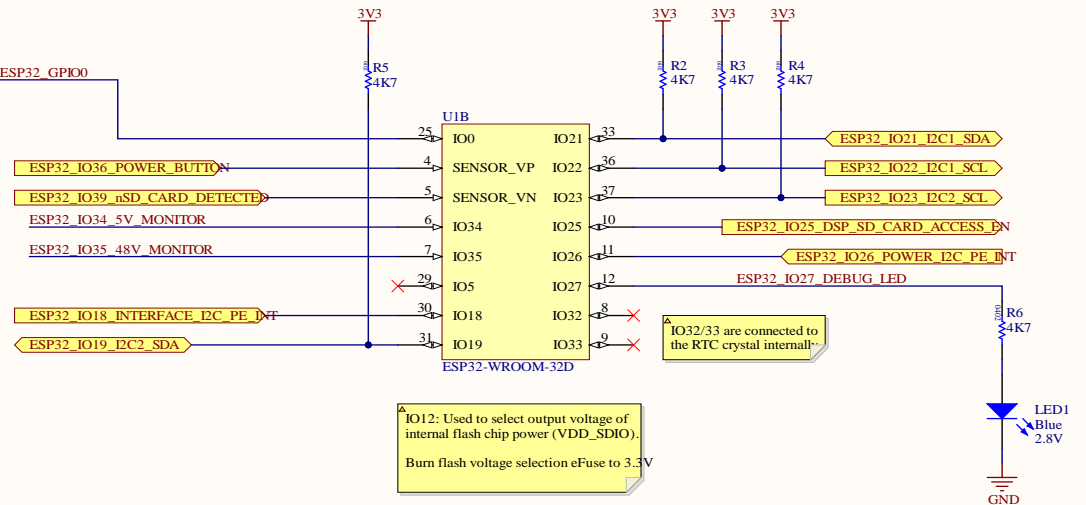 3V3
3V3
3V3
3V3
R5
4K7
R2
4K7
R3
4K7
R4
4K7
ESP32_GPIO0
U1B
25
IO0
IO21
33
ESP32_IO21_I2C1_SDA
ESP32_IO36_POWER_BUTTON
4
SENSOR_VP
IO22
36
ESP32_IO22_I2C1_SCL
ESP32_IO39_nSD_CARD_DETECTED
5
SENSOR_VN
IO23
37
ESP32_IO23_I2C2_SCL
ESP32_IO34_5V_MONITOR
6
IO34
IO25
10
ESP32_IO25_DSP_SD_CARD_ACCESS_EN
ESP32_IO35_48V_MONITOR
7
IO35
IO26
11
ESP32_IO26_POWER_I2C_PE_INT
29
IO5
IO27
12
ESP32_IO27_DEBUG_LED
ESP32_IO18_INTERFACE_I2C_PE_INT
30
IO18
IO32
8
ESP32_IO19_I2C2_SDA
31
IO19
IO33
9
ESP32-WROOM-32D
IO32/33 are connected to
the RTC crystal internally.
0402
R6
4K7
IO12: Used to select output voltage of
internal flash chip power (VDD_SDIO).
Burn flash voltage selection eFuse to 3.3V
LED1
Blue
2.8V
GND